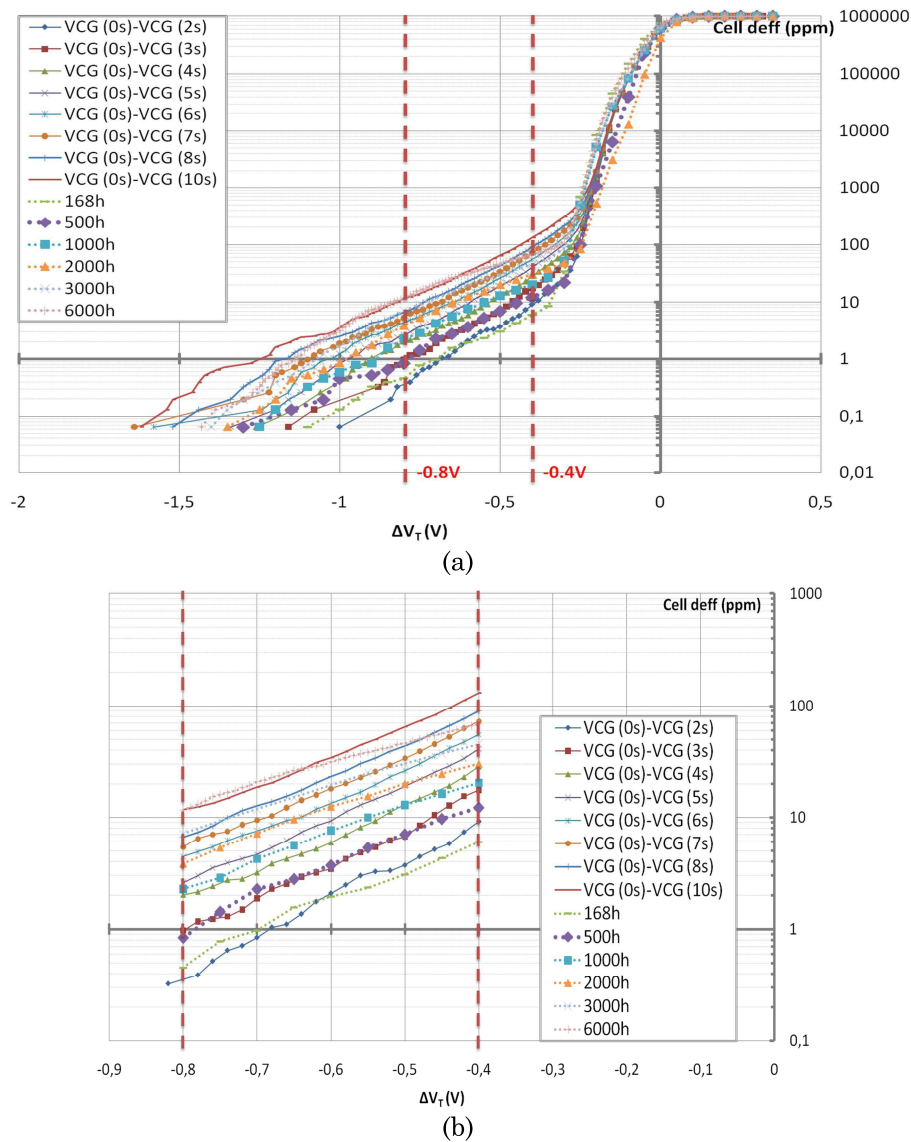 Cell deff (ppm)
VCG (0s)-VCG (2s)
VCG (0s)-VCG (3s)
VCG (0s)-VCG (4s)
VCG (0s)-VCG (5s)
VCG (0s)-VCG (6s)
VCG (0s)-VCG (7s)
VCG (0s)-VCG (8s)
VCG (0s)-VCG (10s)
168h
500h
1000h
2000h
3000h
6000h
1000000
100000
10000
1000
100
10
1
0,1
0,01
-0.8V
-0.4V
-2
-1,5
-1
-0,5
0
0,5
ΔVT (V)
(a)
Cell deff (ppm)
1000
100
10
1
0,1
VCG (0s)-VCG (2s)
VCG (0s)-VCG (3s)
VCG (0s)-VCG (4s)
VCG (0s)-VCG (5s)
VCG (0s)-VCG (6s)
VCG (0s)-VCG (7s)
VCG (0s)-VCG (8s)
VCG (0s)-VCG (10s)
168h
500h
1000h
2000h
3000h
6000h
-0,9
-0,8
-0,7
-0,6
-0,5
-0,4
-0,3
-0,2
-0,1
0
ΔVT (V)
(b)